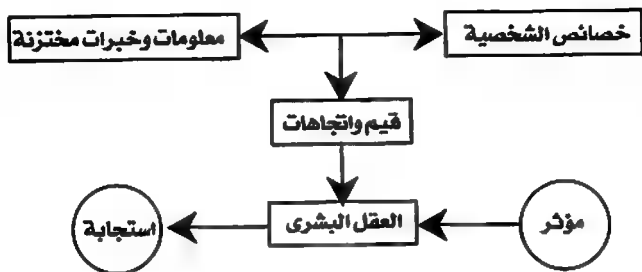 خصائص الشخصية
معلومات وخبرات مختزنة
قيم واتجاهات
مؤثر
العقل البشرى
استجابة